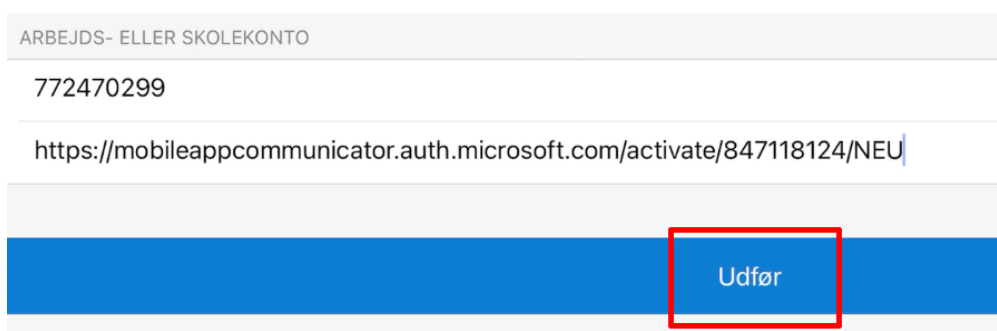 ARBEJDS- ELLER SKOLEKONTO
772470299
https://mobileappcommunicator.auth.microsoft.com/activate/847118124/NEU
Udfør